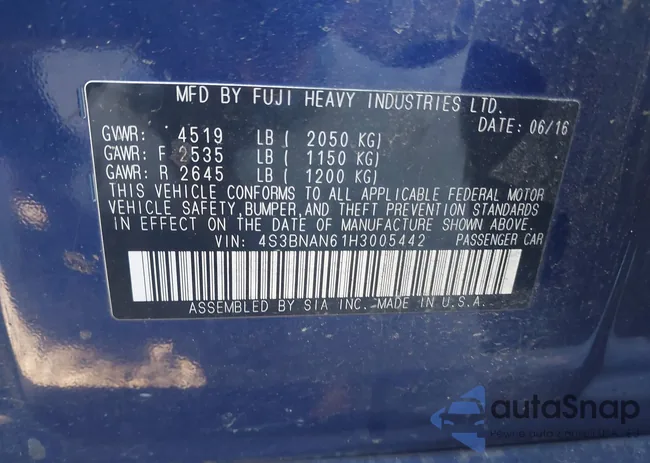 MFD BY FUJI HEAVY INDUSTRIES LTD.
DATE: 06/16
GVWR: 4519 LB ( 2050 KG)
GAWR: F 2535 LB ( 1150 KG)
GAWR: R 2645 LB ( 1200 KG)
THIS VEHICLE CONFORMS TO ALL APPLICABLE FEDERAL MOTOR
VEHICLE SAFETY, BUMPER, AND THEFT PREVENTION STANDARDS
IN EFFECT ON THE DATE OF MANUFACTURE SHOWN ABOVE.
VIN: 4S3BNAN61H3005442 PASSENGER CAR
ASSEMBLED BY SIA INC. MADE IN U.S.A.
autoSnap